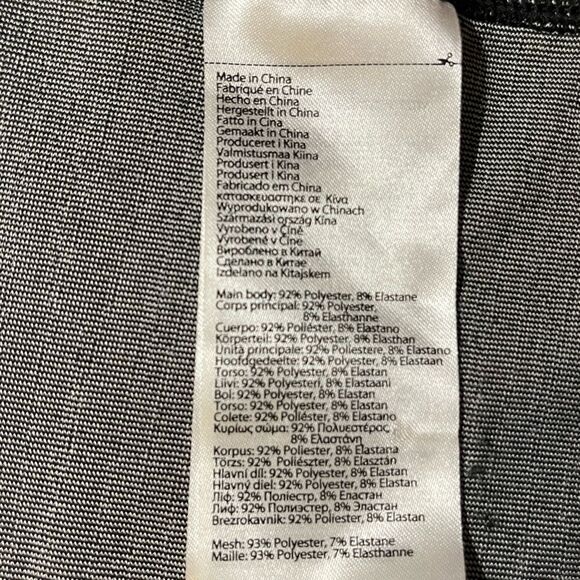 Made in China
Fabriqué en Chine
Hecho en China
Hergestellt in China
Fatto in Cina
Gemaakt in China
Produceret i Kina
Valmistusmaa Kiina
Produsert i Kina
Produsert i Kina
Fabricado em China
κατασκευαστηκε σε Κίνα
Wyprodukowano w Chinach
Származási ország Kína
Vyrobeno v Číně
Vyrobené v Číne
Вироблено в Китай
Сделано в Китае
Izdelano na Kitajskem
Main body: 92% Polyester, 8% Elastane
Corps principal: 92% Polyester,
8% Elasthanne
Cuerpo: 92% Poliéster, 8% Elastano
Körperteil: 92% Polyester, 8% Elasthan
Unità principale: 92% Poliestere, 8% Elastano
Hoofdgedeelte: 92% Polyester, 8% Elastaan
Torso: 92% Polyester, 8% Elastan
Liivi: 92% Polyesteri, 8% Elastaani
Bol: 92% Polyester, 8% Elastan
Torso: 92% Polyester, 8% Elastan
Colete: 92% Poliéster, 8% Elastano
Κυρίως σώμα: 92% Πολυεστέρας,
8% Ελαστάνη
Korpus: 92% Poliester, 8% Elastana
Törzs: 92% Poliészter, 8% Elasztán
Hlavní díl: 92% Polyester, 8% Elastan
Hlavný diel: 92% Polyester, 8% Elastan
Ліф: 92% Поліестр, 8% Еластан
Лиф: 92% Полиэстер, 8% Эластан
Brezrokavnik: 92% Poliester, 8% Elastan
Mesh: 93% Polyester, 7% Elastane
Maille: 93% Polyester, 7% Elasthanne